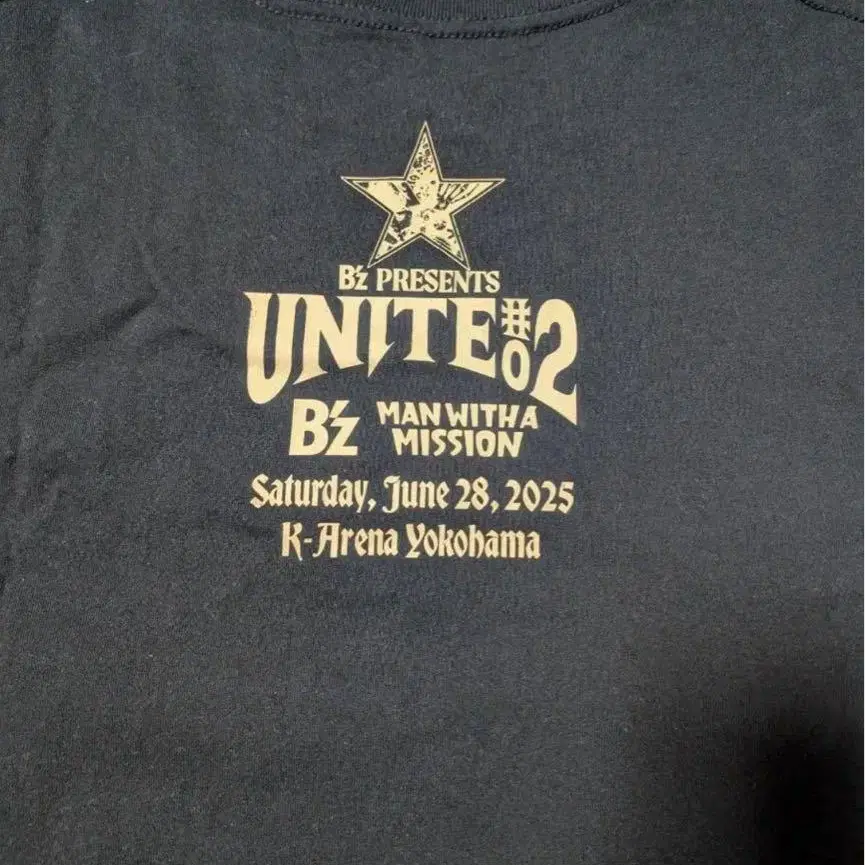 B'z PRESENTS
UNITE #02
B'z MAN WITH A MISSION
Saturday, June 28, 2025
K-Arena Yokohama